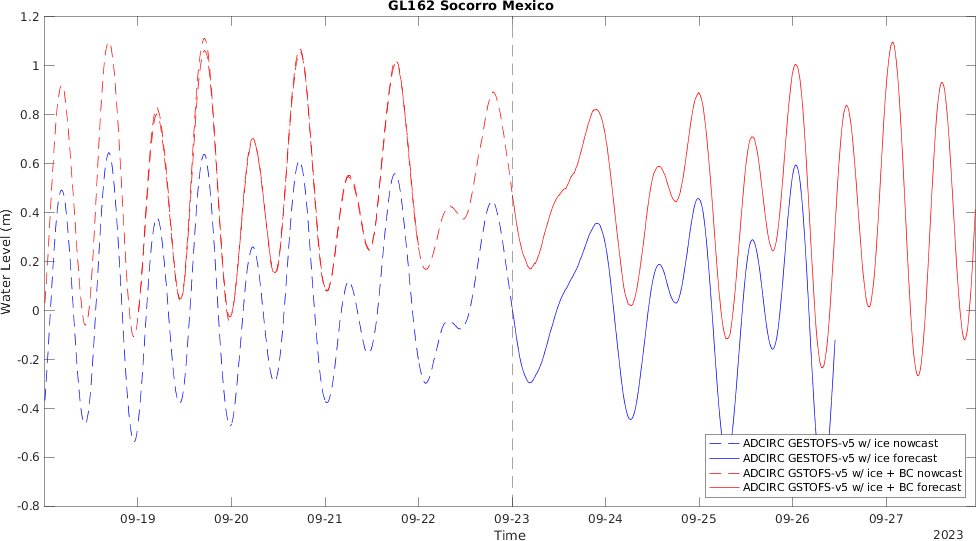 GL162 Socorro Mexico
1.2
1
0.8
0.6
0.4
0.2
0
-0.2
-0.4
-0.6
-0.8
Water Level (m)
09-19 09-20 09-21 09-22 09-23 09-24 09-25 09-26 09-27
Time
2023
ADCIRC GESTOFS-v5 w/ ice nowcast
ADCIRC GESTOFS-v5 w/ ice forecast
ADCIRC GSTOFS-v5 w/ ice + BC nowcast
ADCIRC GSTOFS-v5 w/ ice + BC forecast